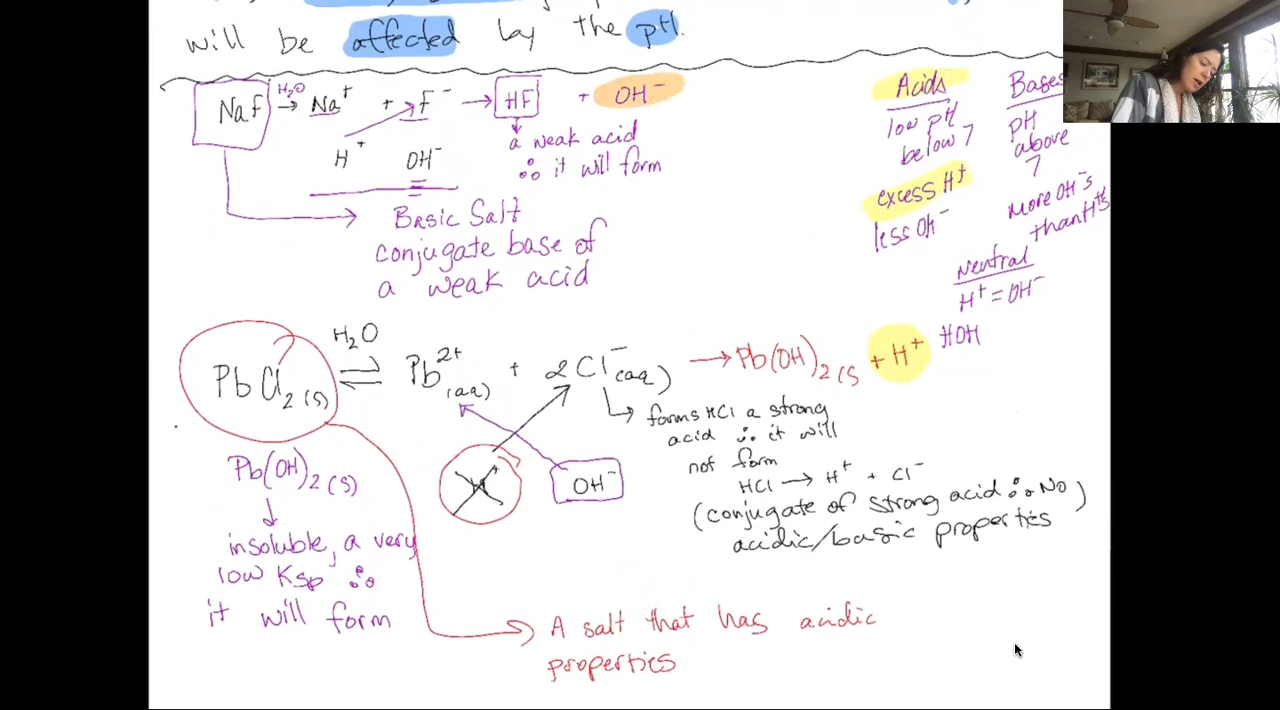 will be affected by the pH.
NaF H₂O → Na⁺ + F⁻ → HF + OH⁻
H⁺ OH⁻
a weak acid
∴ it will form
Basic Salt
conjugate base of
a weak acid
Acids
low pH
below 7
excess H⁺
less OH⁻
Bases
pH
above
7
more OH⁻s
than H⁺s
Neutral
H⁺ = OH⁻
HOH
PbCl₂(s) H₂O ⇌ Pb²⁺(aq) + 2Cl⁻(aq) → Pb(OH)₂(s + H⁺
H⁺ OH⁻
→ forms HCl a strong
acid ∴ it will
not form
HCl → H⁺ + Cl⁻
(conjugate of strong acid ∴ No)
acidic/basic properties
Pb(OH)₂(s)
↓
insoluble, a very
low Ksp ∴
it will form
A salt that has acidic
properties